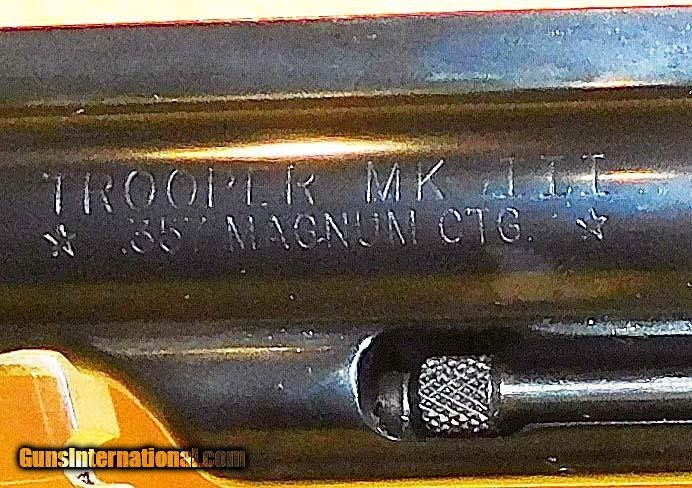 TROOPER MK III
☆ .357 MAGNUM CTG. ☆
GunsInternational.com